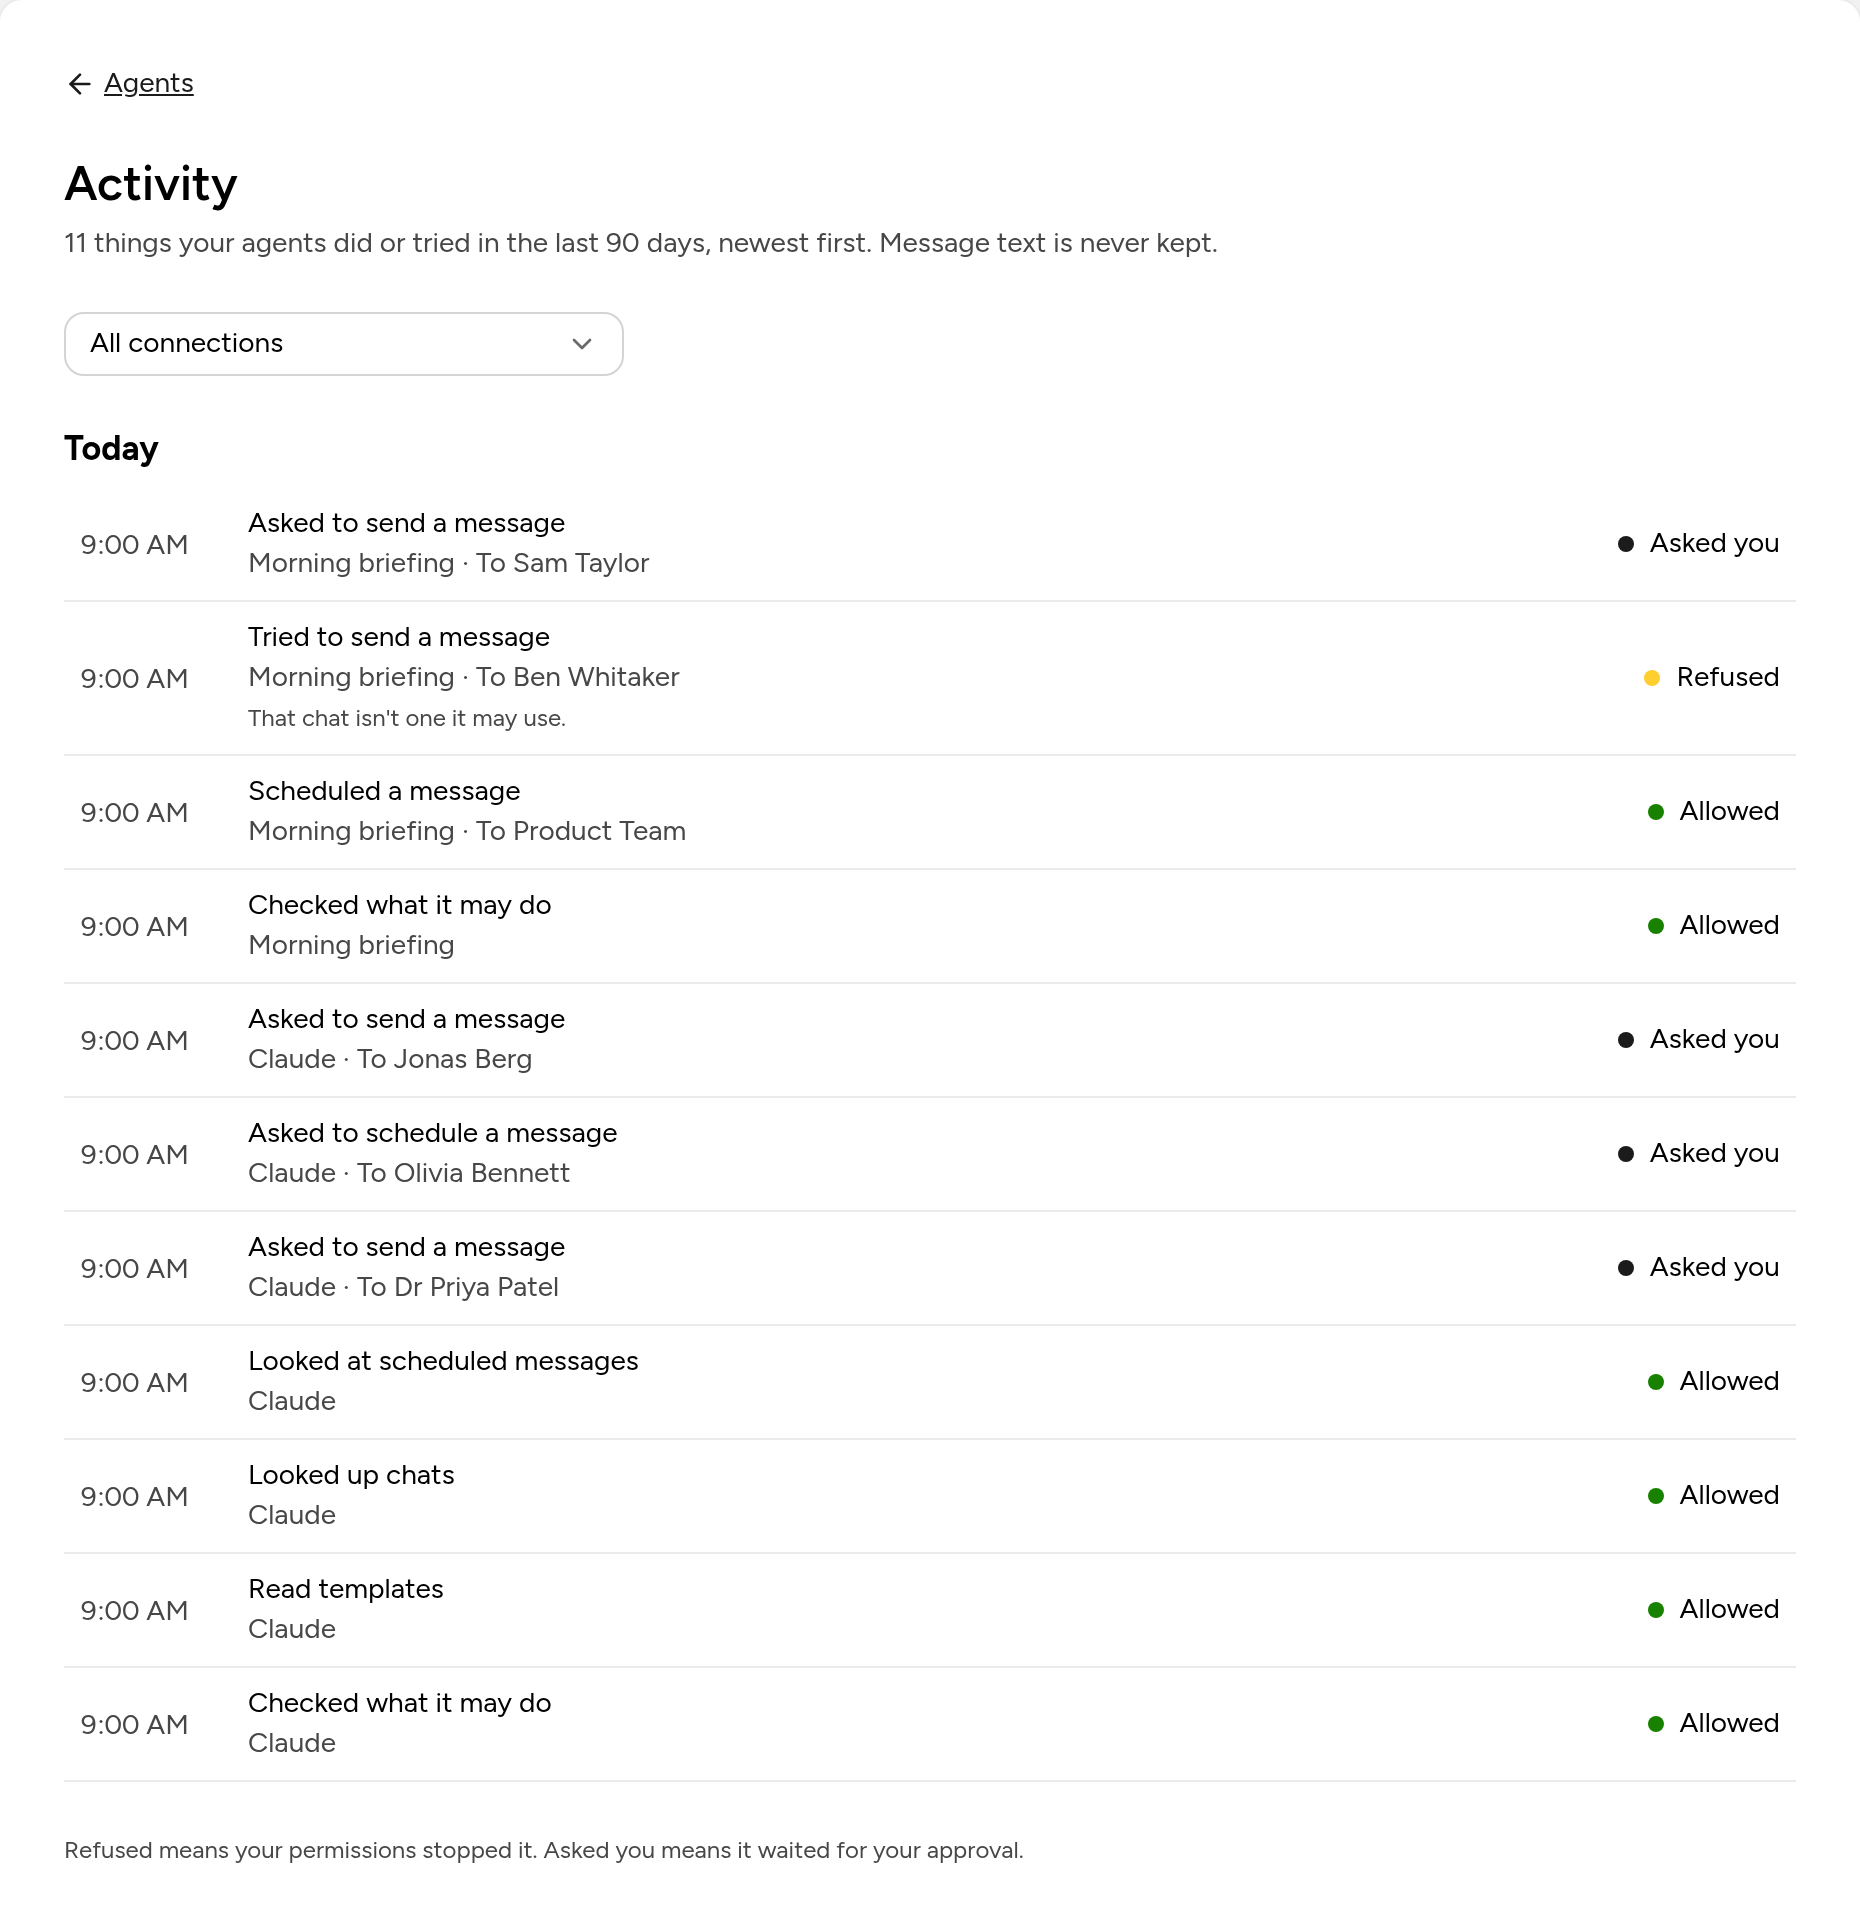 Agents
Activity
11 things your agents did or tried in the last 90 days, newest first. Message text is never kept.
All connections
Today
9:00 AM
Asked to send a message
Morning briefing · To Sam Taylor
Asked you
9:00 AM
Tried to send a message
Morning briefing · To Ben Whitaker
That chat isn't one it may use.
Refused
9:00 AM
Scheduled a message
Morning briefing · To Product Team
Allowed
9:00 AM
Checked what it may do
Morning briefing
Allowed
9:00 AM
Asked to send a message
Claude · To Jonas Berg
Asked you
9:00 AM
Asked to schedule a message
Claude · To Olivia Bennett
Asked you
9:00 AM
Asked to send a message
Claude · To Dr Priya Patel
Asked you
9:00 AM
Looked at scheduled messages
Claude
Allowed
9:00 AM
Looked up chats
Claude
Allowed
9:00 AM
Read templates
Claude
Allowed
9:00 AM
Checked what it may do
Claude
Allowed
Refused means your permissions stopped it. Asked you means it waited for your approval.